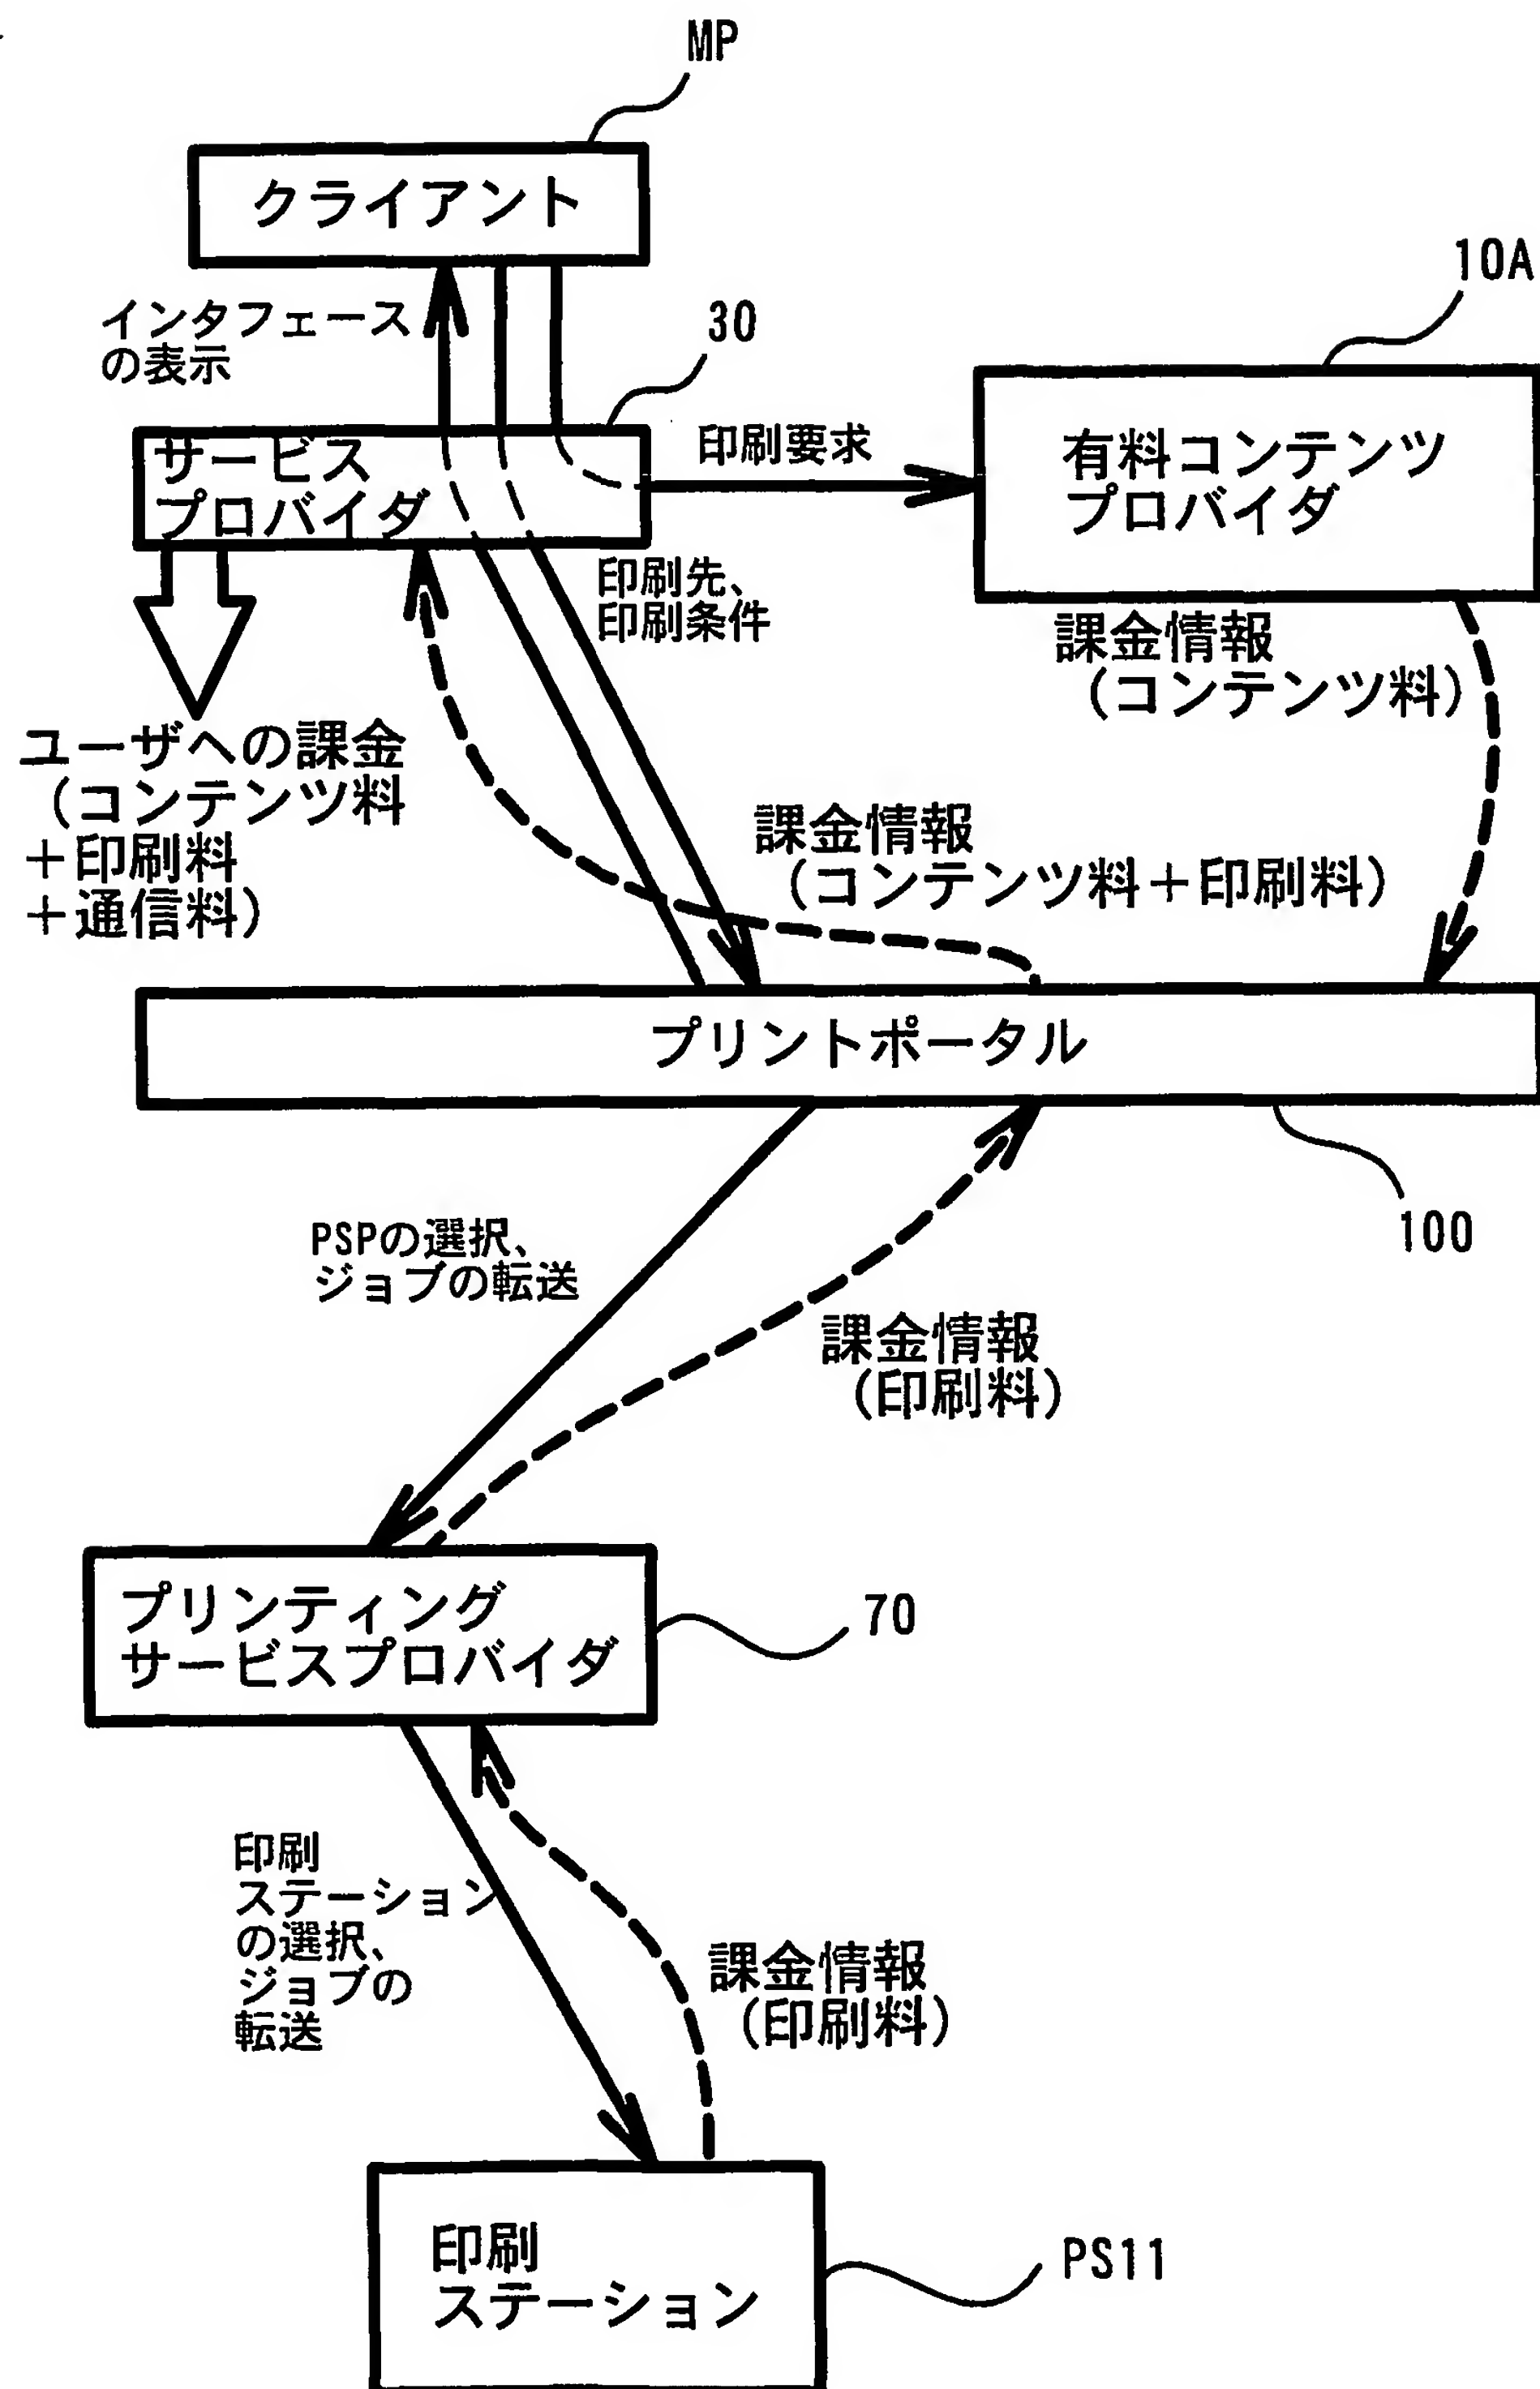 MP
クライアント
10A
インタフェース
の表示
30
サービス
プロバイダ
印刷要求
有料コンテンツ
プロバイダ
印刷先、
印刷条件
課金情報
(コンテンツ料)
ユーザへの課金
(コンテンツ料
+印刷料
+通信料)
課金情報
(コンテンツ料+印刷料)
プリントポータル
100
PSPの選択、
ジョブの転送
課金情報
(印刷料)
プリンティング
サービスプロバイダ
70
印刷
ステーション
の選択、
ジョブの
転送
課金情報
(印刷料)
印刷
ステーション
PS11